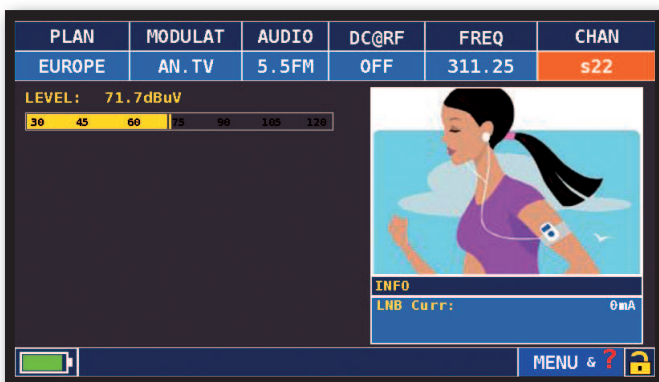 PLAN MODULAT AUDIO DC@RF FREQ CHAN
EUROPE AN.TV 5.5FM OFF 311.25 s22
LEVEL: 71.7dBuV
30 45 60 75 90 105 120
INFO
LNB Curr: 0mA
MENU & ?